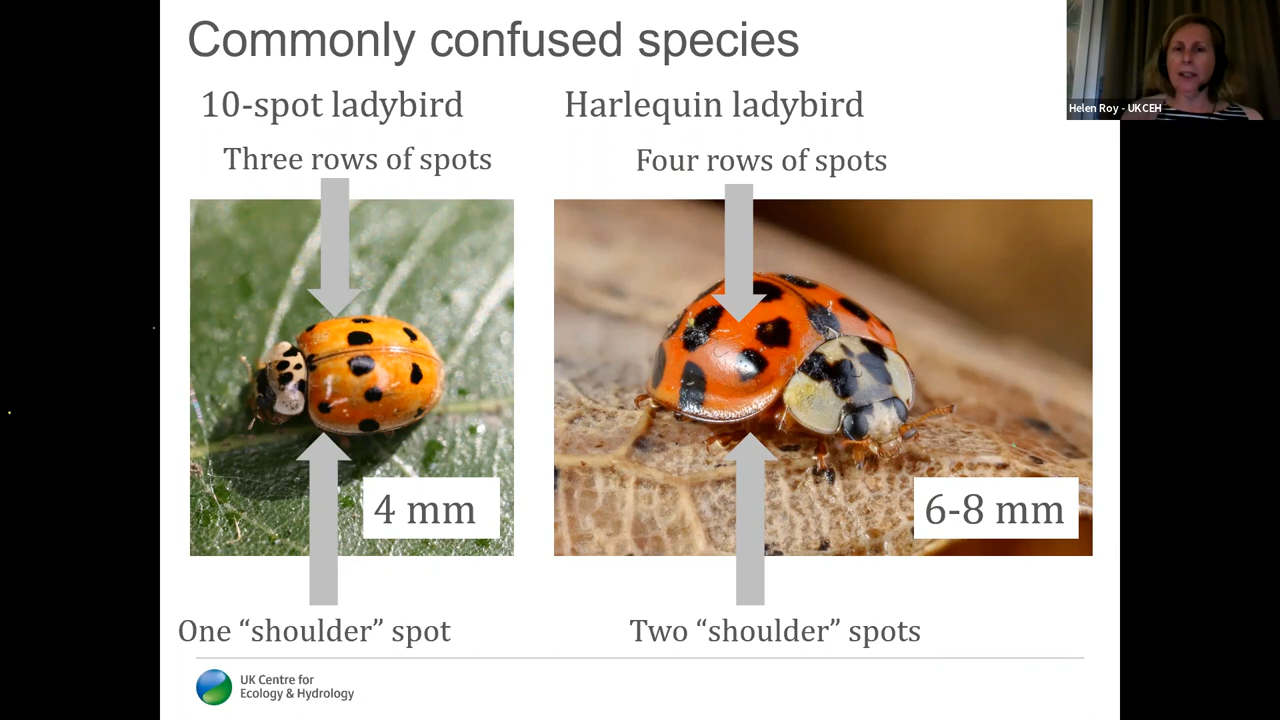 Commonly confused species
Helen Roy - UKCEH
10-spot ladybird
Harlequin ladybird
Three rows of spots
Four rows of spots
4 mm
6-8 mm
One “shoulder” spot
Two “shoulder” spots
UK Centre for
Ecology & Hydrology